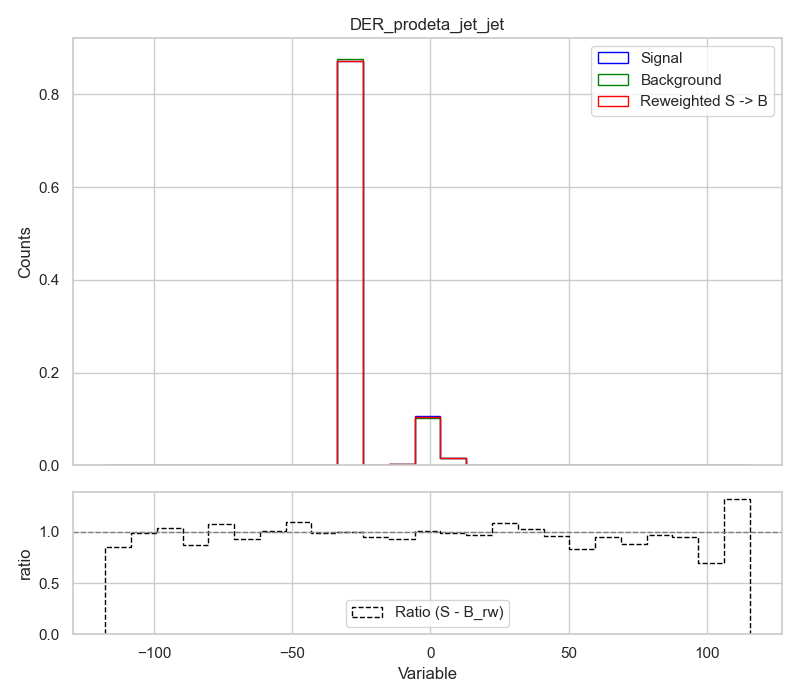 DER_prodeta_jet_jet
Signal
Background
Reweighted S -> B
Counts
0.8
0.6
0.4
0.2
0.0
ratio
1.0
0.5
0.0
Ratio (S - B_rw)
−100
−50
0
50
100
Variable